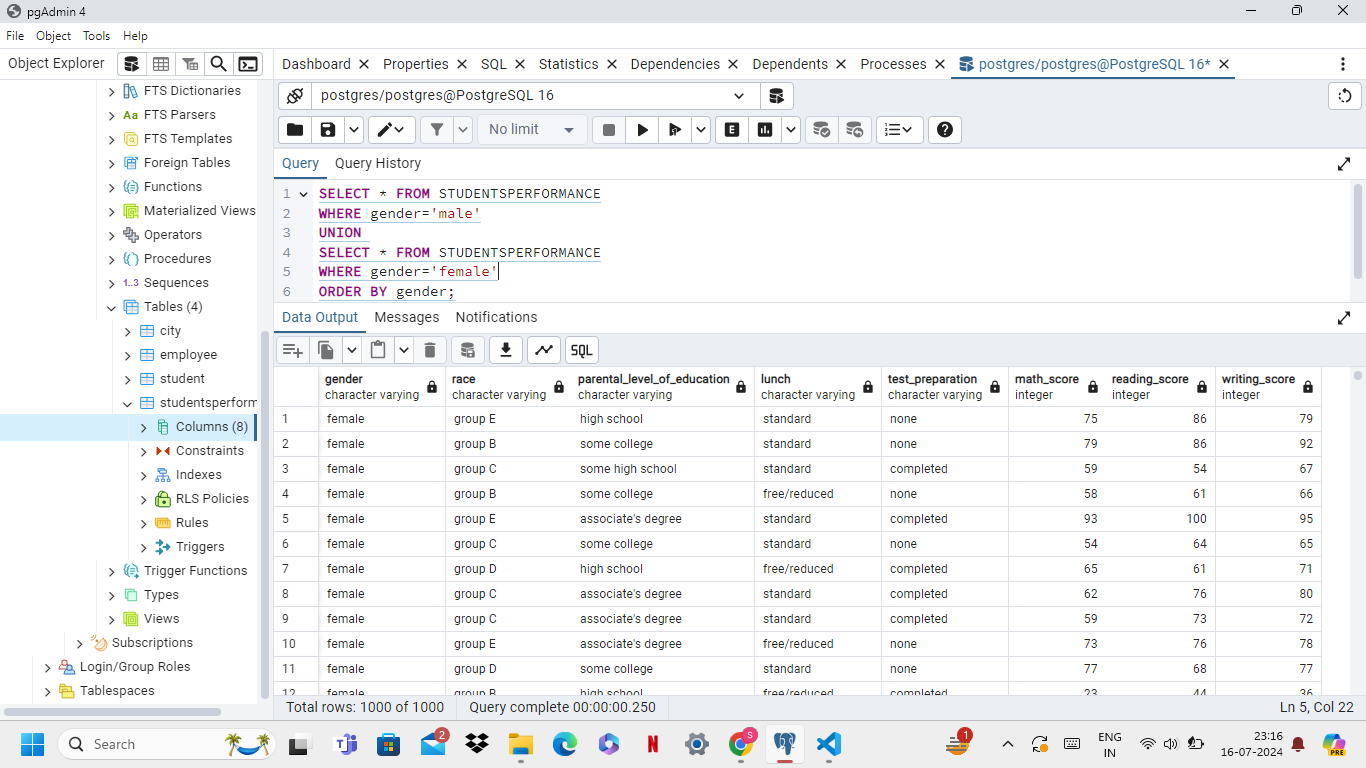 pgAdmin 4
File Object Tools Help
Object Explorer
Dashboard Properties SQL Statistics Dependencies Dependents Processes postgres/postgres@PostgreSQL 16*
FTS Dictionaries
Aa FTS Parsers
FTS Templates
Foreign Tables
Functions
Materialized Views
Operators
Procedures
1..3 Sequences
Tables (4)
city
employee
student
studentsperform
Columns (8)
Constraints
Indexes
RLS Policies
Rules
Triggers
Trigger Functions
Types
Views
Subscriptions
Login/Group Roles
Tablespaces
postgres/postgres@PostgreSQL 16
No limit
E
Query Query History
1 SELECT * FROM STUDENTSPERFORMANCE
2 WHERE gender='male'
3 UNION
4 SELECT * FROM STUDENTSPERFORMANCE
5 WHERE gender='female'
6 ORDER BY gender;
Data Output Messages Notifications
SQL
gender race parental_level_of_education lunch test_preparation math_score reading_score writing_score
character varying character varying character varying character varying character varying integer integer integer
1 female group E high school standard none 75 86 79
2 female group B some college standard none 79 86 92
3 female group C some high school standard completed 59 54 67
4 female group B some college free/reduced none 58 61 66
5 female group E associate's degree standard completed 93 100 95
6 female group C some college standard none 54 64 65
7 female group D high school free/reduced completed 65 61 71
8 female group C associate's degree standard completed 62 76 80
9 female group C associate's degree standard completed 59 73 72
10 female group E associate's degree free/reduced none 73 76 78
11 female group D some college standard none 77 68 77
12 female group B high school free/reduced completed 23 44 36
Total rows: 1000 of 1000 Query complete 00:00:00.250 Ln 5, Col 22
Search
2
N
S
1
ENG
IN
23:16
16-07-2024
PRE